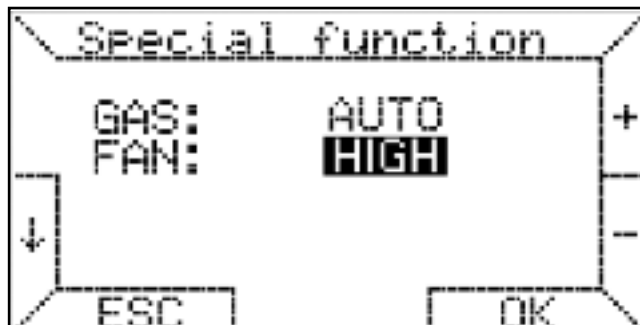 Special function
GAS: AUTO +
FAN: HIGH
↓ -
ESC OK